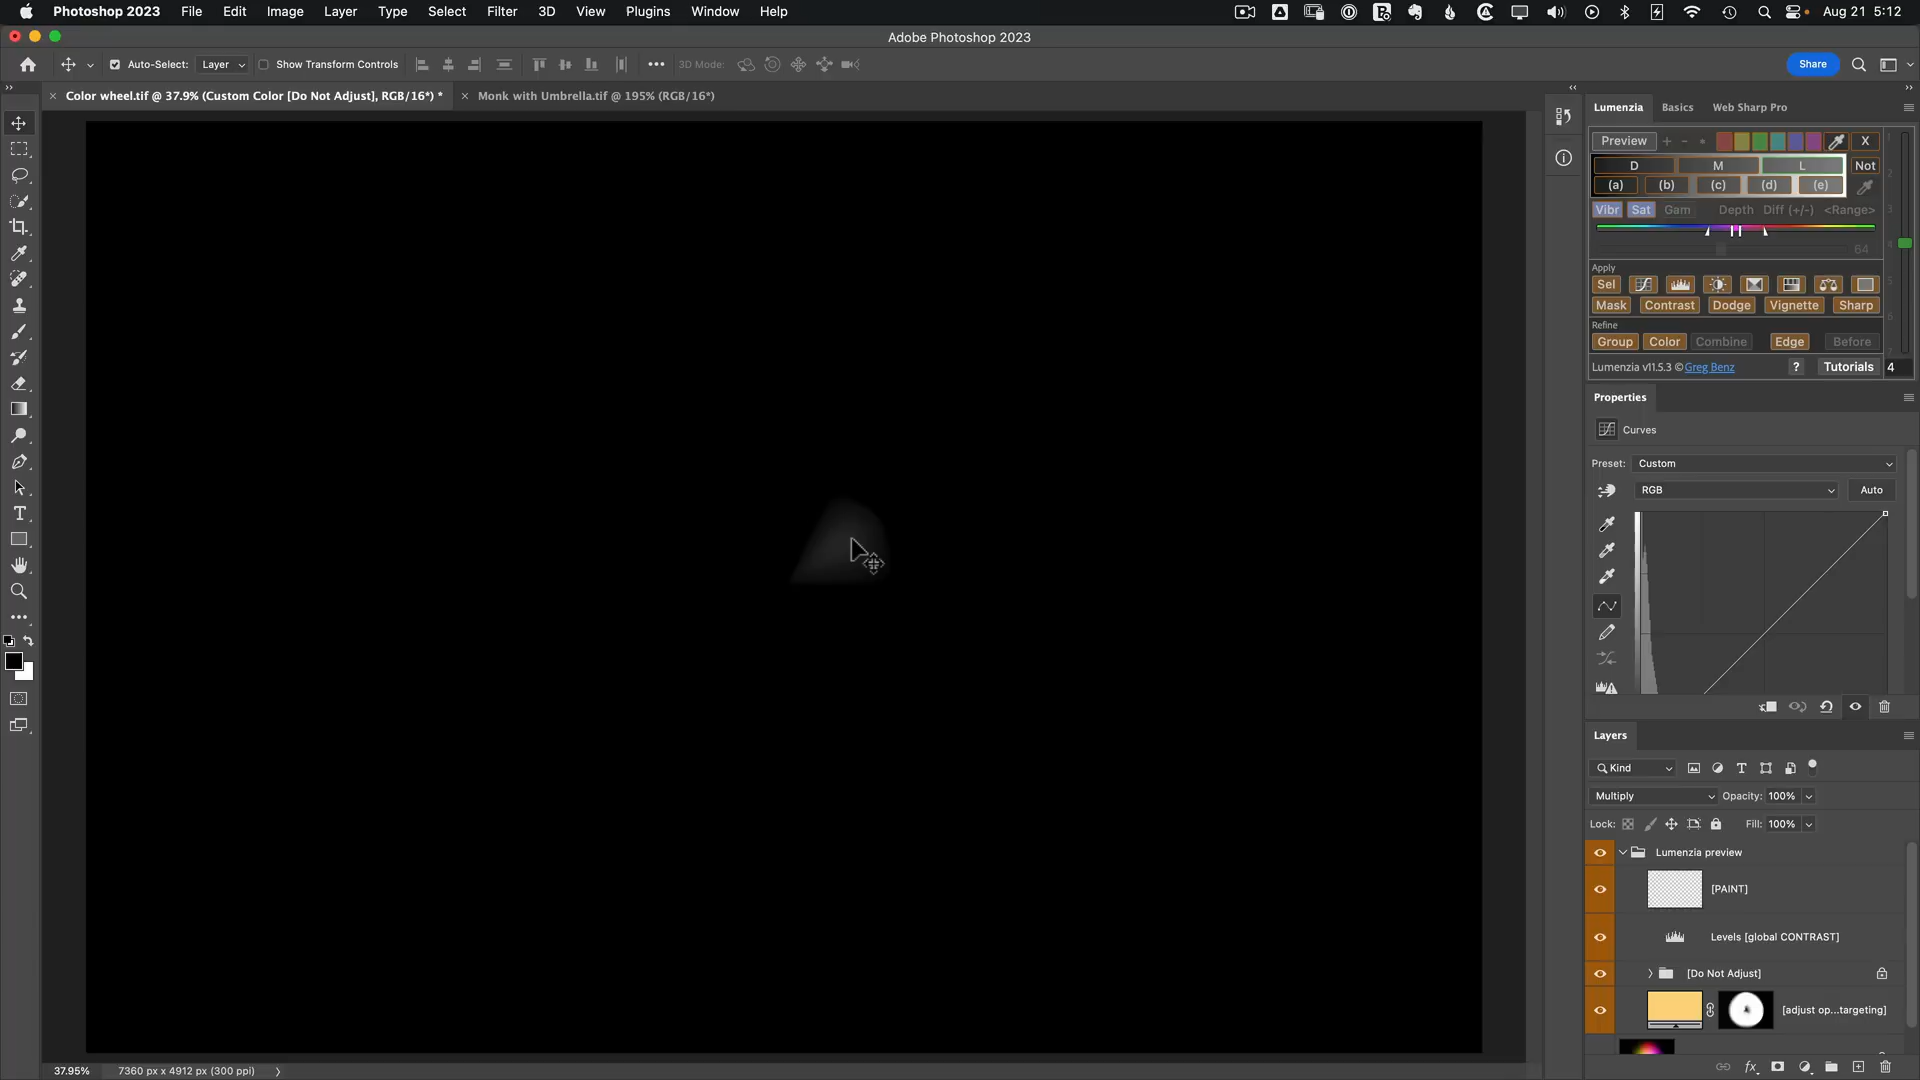 Photoshop 2023 File Edit Image Layer Type Select Filter 3D View Plugins Window Help Aug 21 5:12
Adobe Photoshop 2023
Auto-Select: Layer Show Transform Controls 3D Mode: Share
Color wheel.tif @ 37.9% (Custom Color [Do Not Adjust], RGB/16*) * Monk with Umbrella.tif @ 195% (RGB/16*)
Lumenzia Basics Web Sharp Pro
Preview + - X
D M L Not
(a) (b) (c) (d) (e)
Vibr Sat Gam Depth Diff (+/-) <Range>
64
Apply
Sel
Mask Contrast Dodge Vignette Sharp
Refine
Group Color Combine Edge Before
Lumenzia v11.5.3 © Greg Benz ? Tutorials 4
Properties
Curves
Preset: Custom
RGB Auto
Layers
Kind
Multiply Opacity: 100%
Lock: Fill: 100%
Lumenzia preview
[PAINT]
Levels [global CONTRAST]
[Do Not Adjust]
[adjust op...targeting]
37.95% 7360 px x 4912 px (300 ppi)